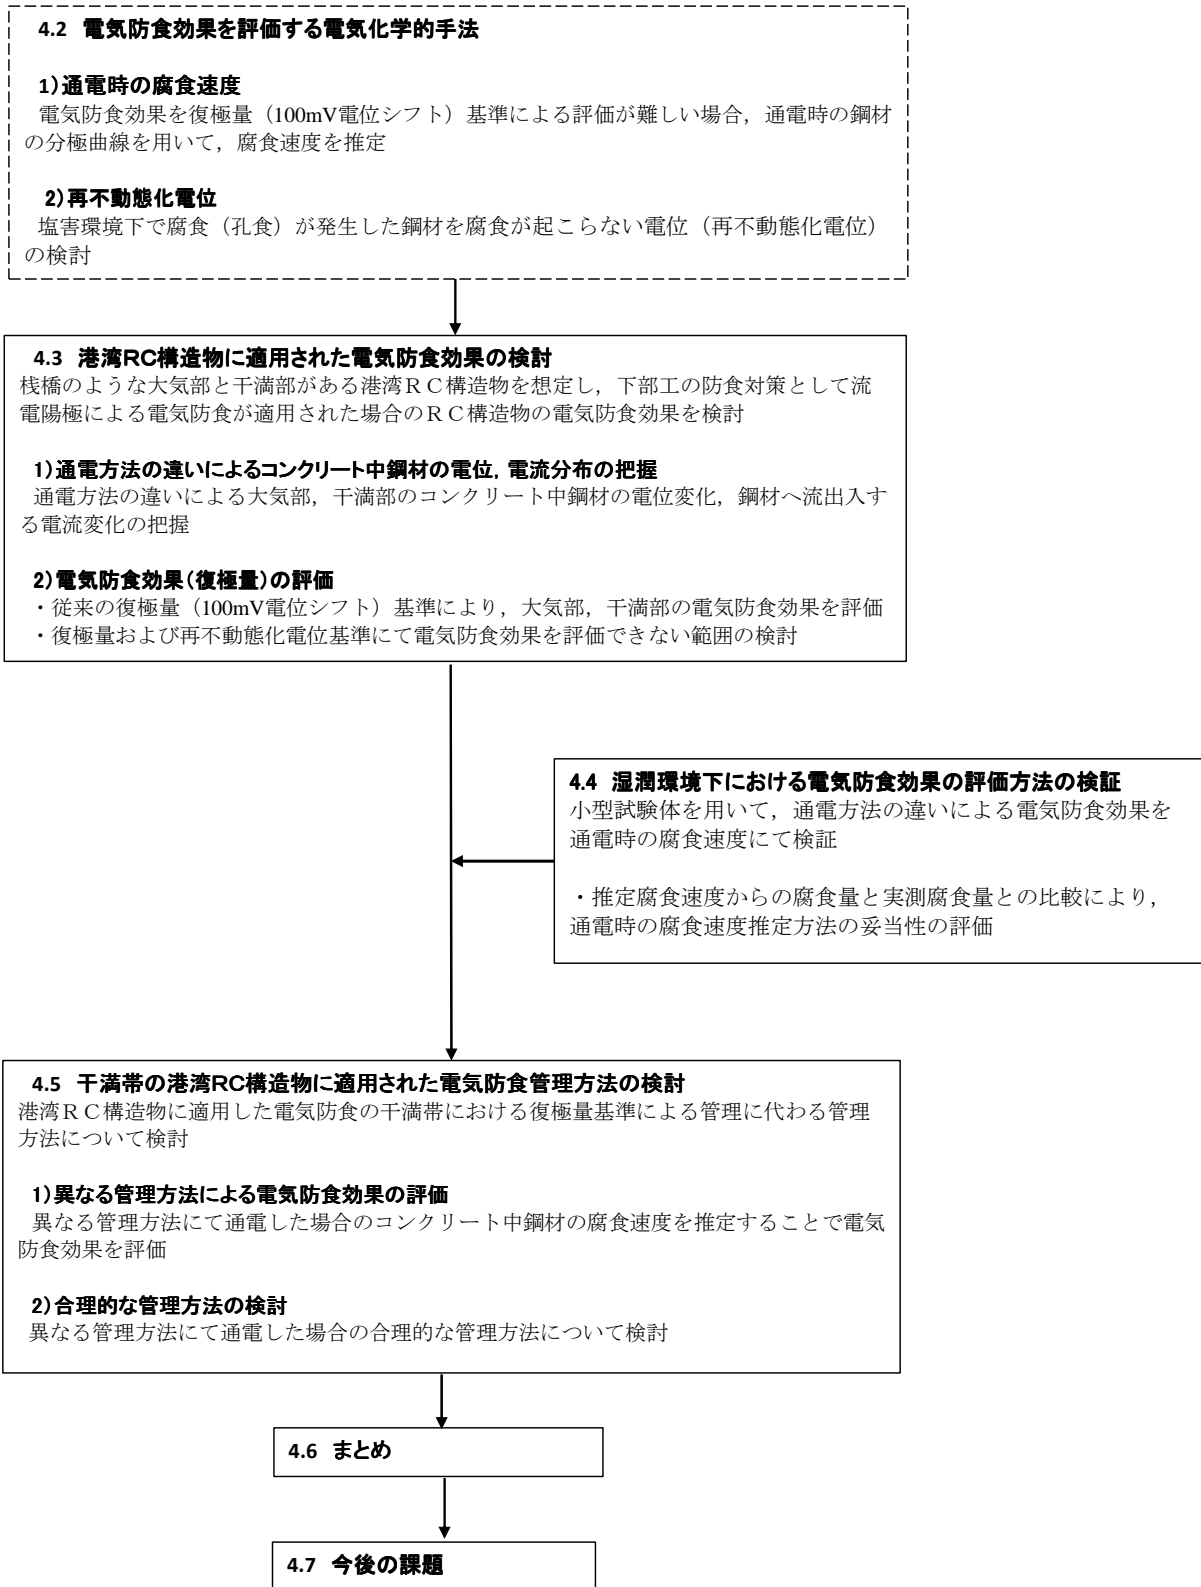 4.2 電気防食効果を評価する電気化学的手法
1)通電時の腐食速度
電気防食効果を復極量（100mV電位シフト）基準による評価が難しい場合，通電時の鋼材
の分極曲線を用いて，腐食速度を推定
2)再不動態化電位
塩害環境下で腐食（孔食）が発生した鋼材を腐食が起こらない電位（再不動態化電位）
の検討
4.3 港湾RC構造物に適用された電気防食効果の検討
桟橋のような大気部と干満部がある港湾ＲＣ構造物を想定し，下部工の防食対策として流
電陽極による電気防食が適用された場合のＲＣ構造物の電気防食効果を検討
1)通電方法の違いによるコンクリート中鋼材の電位，電流分布の把握
通電方法の違いによる大気部，干満部のコンクリート中鋼材の電位変化，鋼材へ流出入す
る電流変化の把握
2)電気防食効果(復極量)の評価
・従来の復極量（100mV電位シフト）基準により，大気部，干満部の電気防食効果を評価
・復極量および再不動態化電位基準にて電気防食効果を評価できない範囲の検討
4.4 湿潤環境下における電気防食効果の評価方法の検証
小型試験体を用いて，通電方法の違いによる電気防食効果を
通電時の腐食速度にて検証
・推定腐食速度からの腐食量と実測腐食量との比較により，
通電時の腐食速度推定方法の妥当性の評価
4.5 干満帯の港湾RC構造物に適用された電気防食管理方法の検討
港湾ＲＣ構造物に適用した電気防食の干満帯における復極量基準による管理に代わる管理
方法について検討
1)異なる管理方法による電気防食効果の評価
異なる管理方法にて通電した場合のコンクリート中鋼材の腐食速度を推定することで電気
防食効果を評価
2)合理的な管理方法の検討
異なる管理方法にて通電した場合の合理的な管理方法について検討
4.6 まとめ
4.7 今後の課題